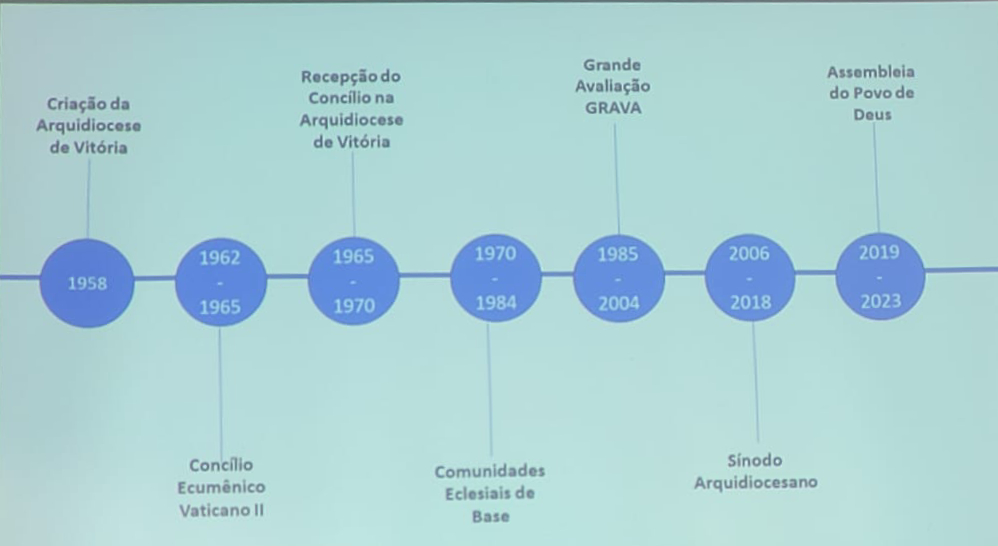 Criação da
Arquidiocese
de Vitória
1958
1962
-
1965
Concílio
Ecumênico
Vaticano II
Recepção do
Concílio na
Arquidiocese
de Vitória
1965
-
1970
1970
-
1984
Comunidades
Eclesiais de
Base
Grande
Avaliação
GRAVA
1985
-
2004
2006
-
2018
Sínodo
Arquidiocesano
Assembleia
do Povo de
Deus
2019
-
2023